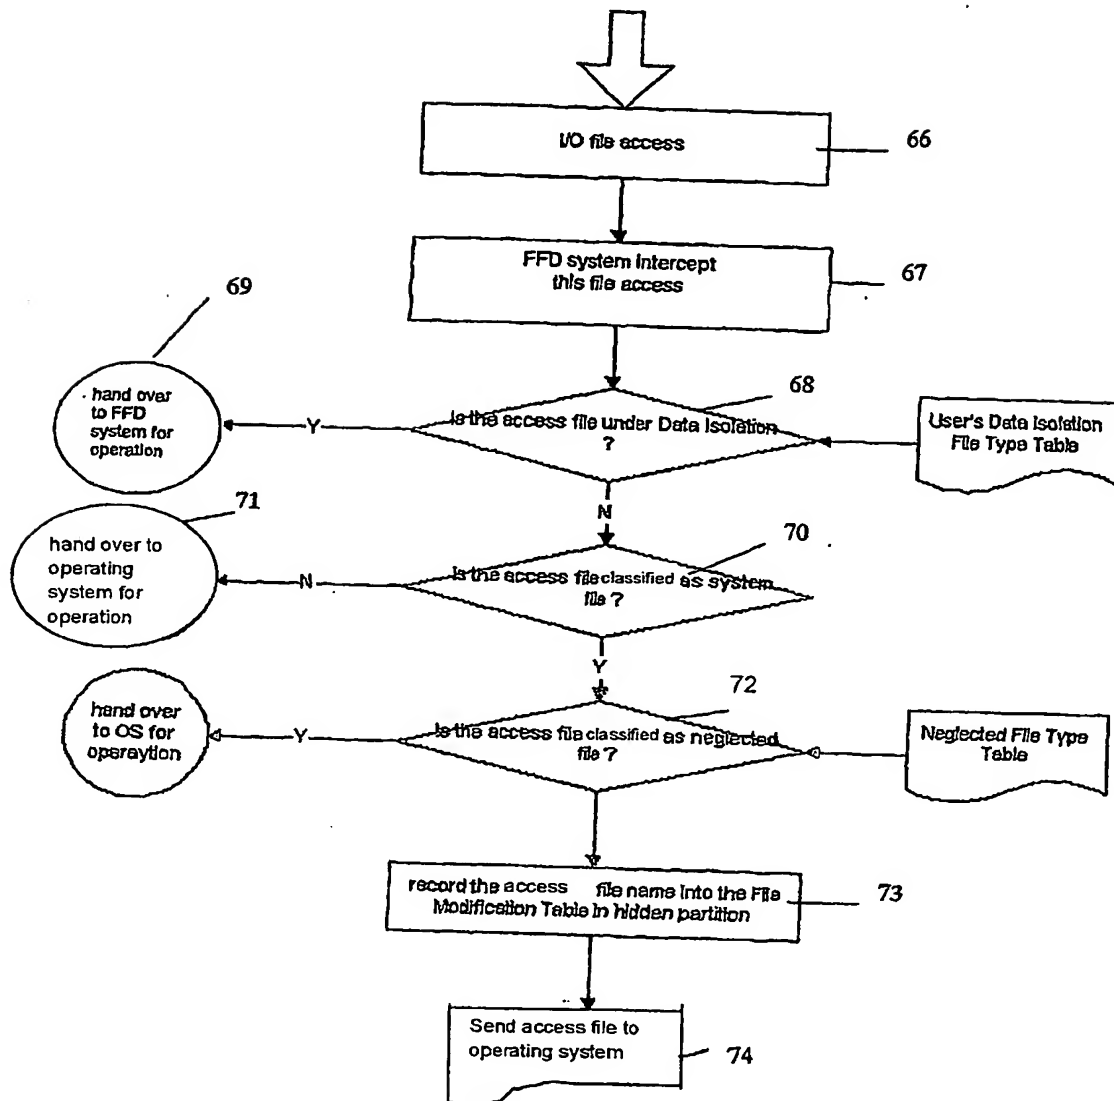 I/O file access
66
FFD system intercept
this file access
67
69
68
hand over
to FFD
system for
operation
Y
Is the access file under Data Isolation
?
User's Data Isolation
File Type Table
N
71
70
hand over to
operating
system for
operation
N
Is the access file classified as system
file ?
Y
72
hand over
to OS for
operaytion
Y
Is the access file classified as neglected
file ?
Neglected File Type
Table
record the access file name into the File
Modification Table in hidden partition
73
Send access file to
operating system
74